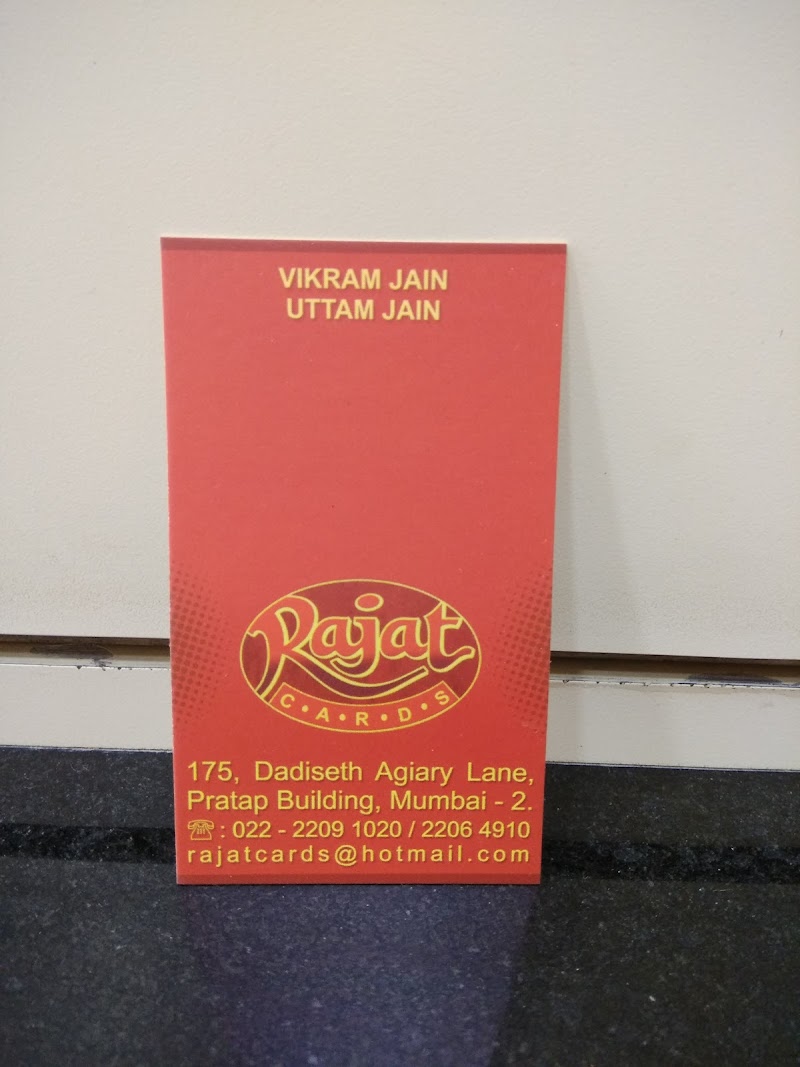 VIKRAM JAIN
UTTAM JAIN
Rajat
C•A•R•D•S
175, Dadiseth Agiary Lane,
Pratap Building, Mumbai - 2.
☎ : 022 - 2209 1020 / 2206 4910
rajatcards@hotmail.com